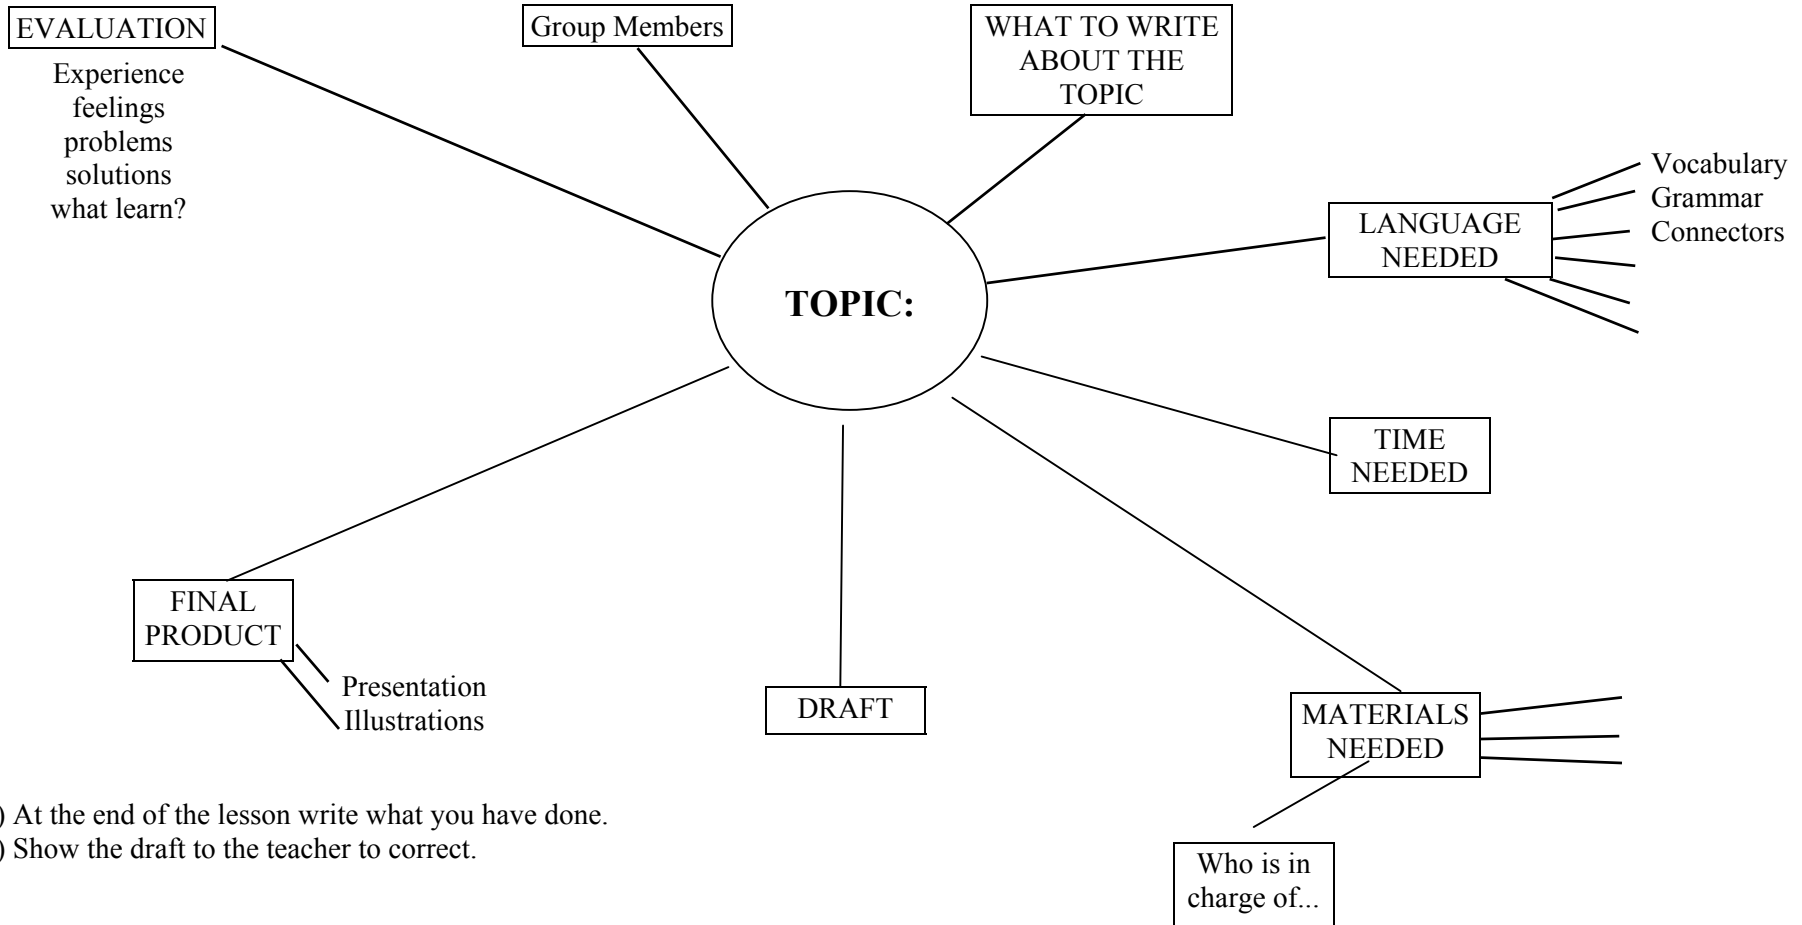 EVALUATION
Experience
feelings
problems
solutions
what learn?
Group Members
WHAT TO WRITE
ABOUT THE
TOPIC
LANGUAGE
NEEDED
Vocabulary
Grammar
Connectors
TOPIC:
TIME
NEEDED
FINAL
PRODUCT
Presentation
Illustrations
DRAFT
MATERIALS
NEEDED
Who is in
charge of...
) At the end of the lesson write what you have done.
) Show the draft to the teacher to correct.